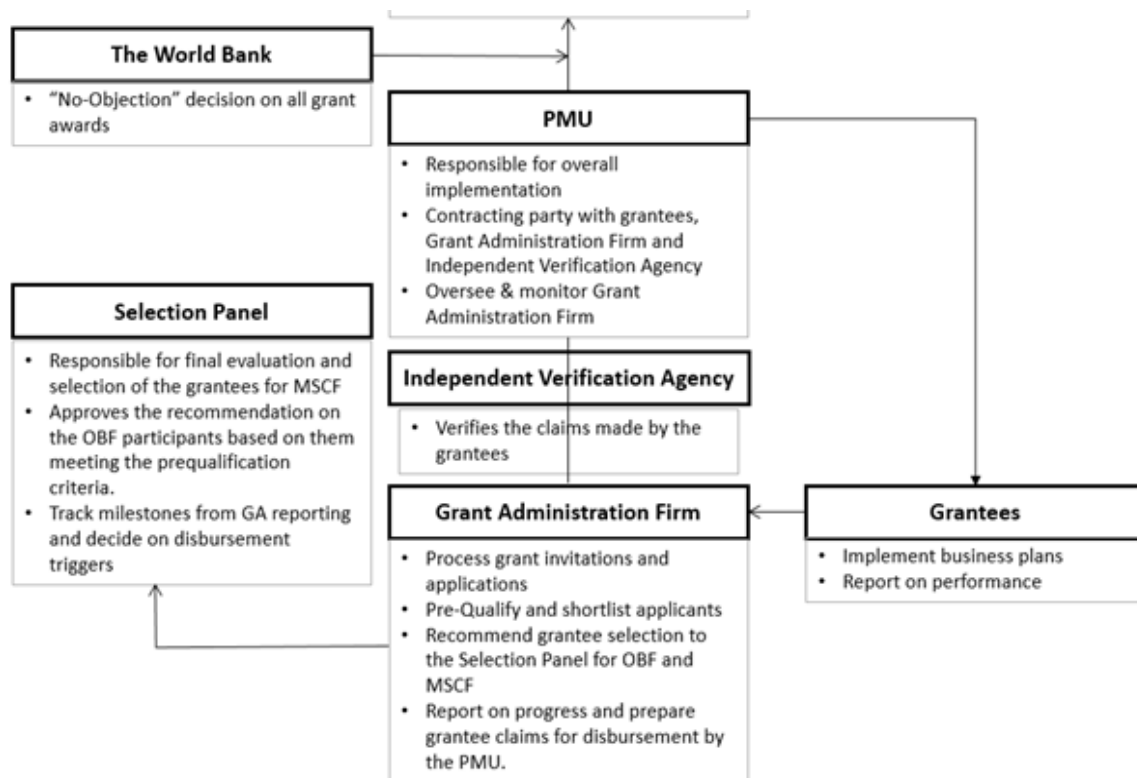 The World Bank
• “No-Objection” decision on all grant
awards
PMU
• Responsible for overall
implementation
• Contracting party with grantees,
Grant Administration Firm and
Independent Verification Agency
• Oversee & monitor Grant
Administration Firm
Selection Panel
• Responsible for final evaluation and
selection of the grantees for MSCF
• Approves the recommendation on
the OBF participants based on them
meeting the prequalification
criteria.
• Track milestones from GA reporting
and decide on disbursement
triggers
Independent Verification Agency
• Verifies the claims made by the
grantees
Grant Administration Firm
• Process grant invitations and
applications
• Pre-Qualify and shortlist applicants
• Recommend grantee selection to
the Selection Panel for OBF and
MSCF
• Report on progress and prepare
grantee claims for disbursement by
the PMU.
Grantees
• Implement business plans
• Report on performance